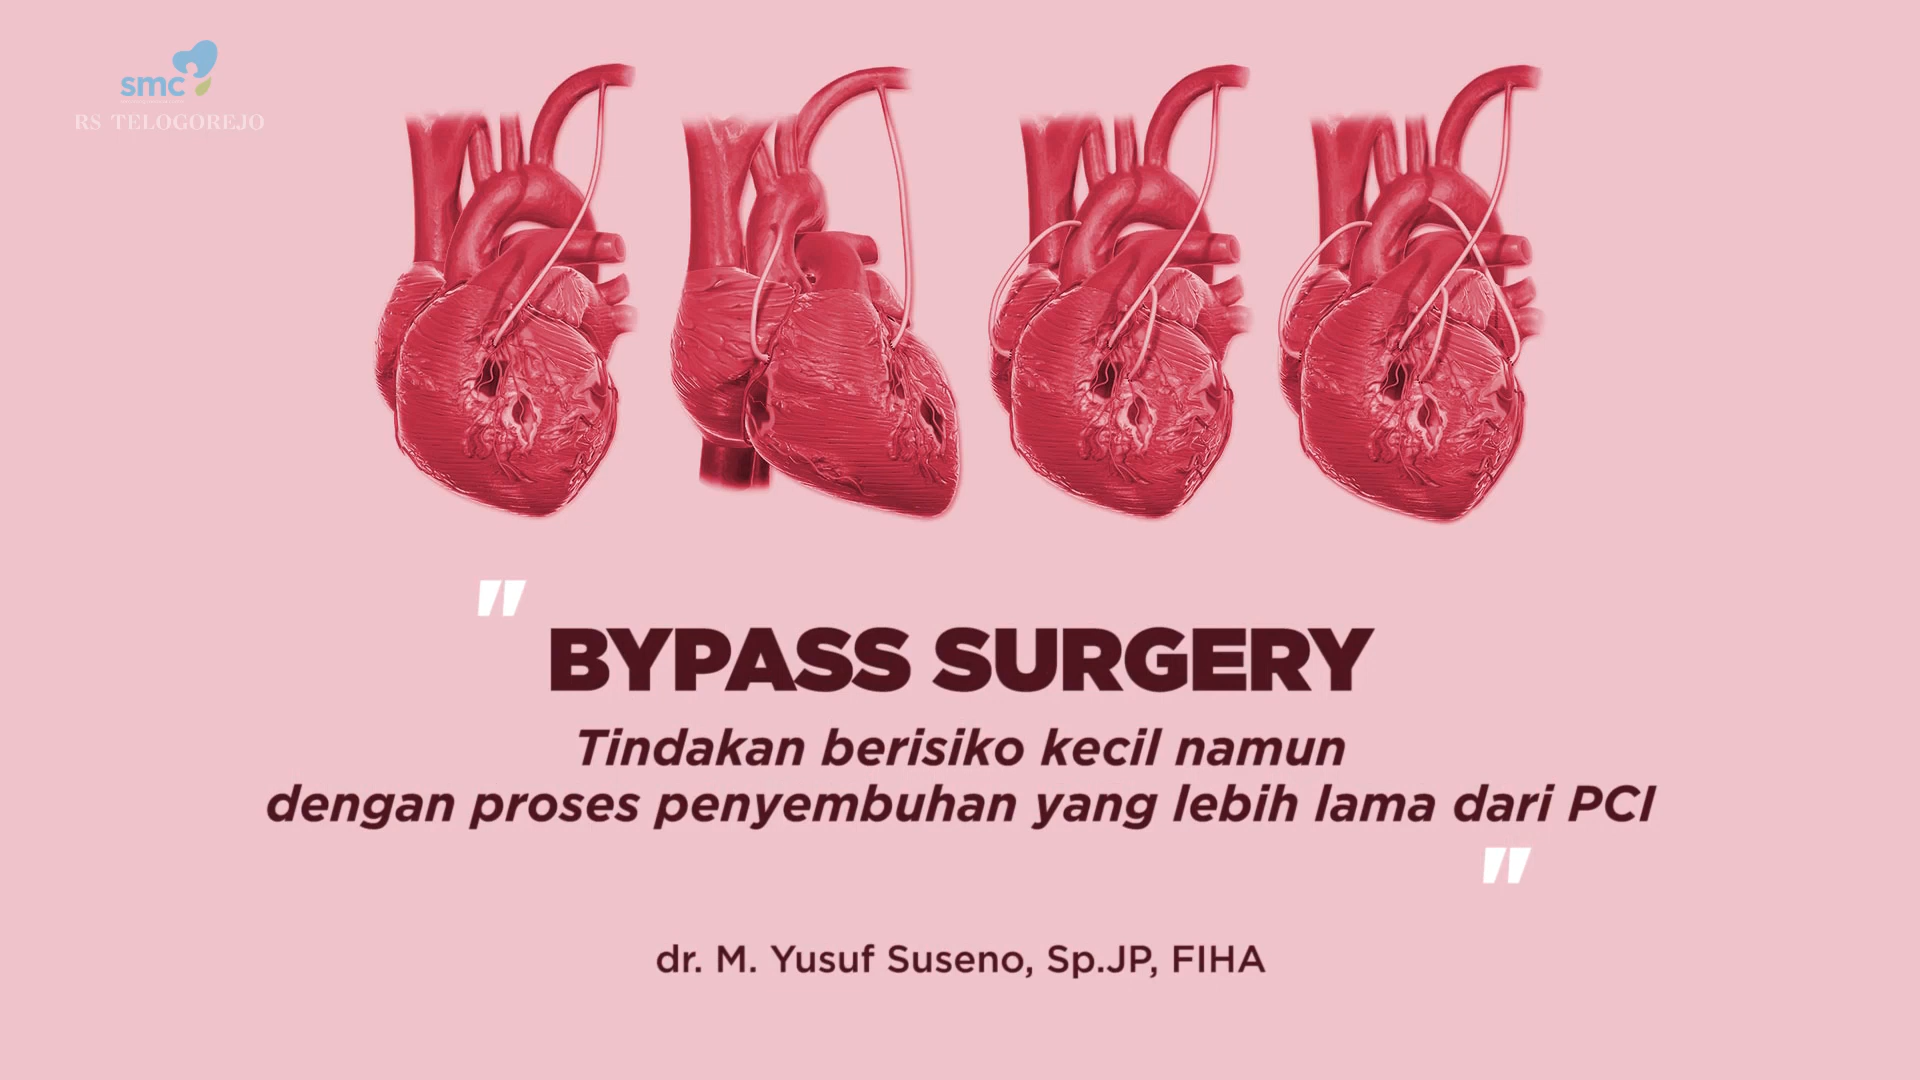 smc
RS TELOGOREJO
"
BYPASS SURGERY
Tindakan berisiko kecil namun
dengan proses penyembuhan yang lebih lama dari PCI
"
dr. M. Yusuf Suseno, Sp.JP, FIHA